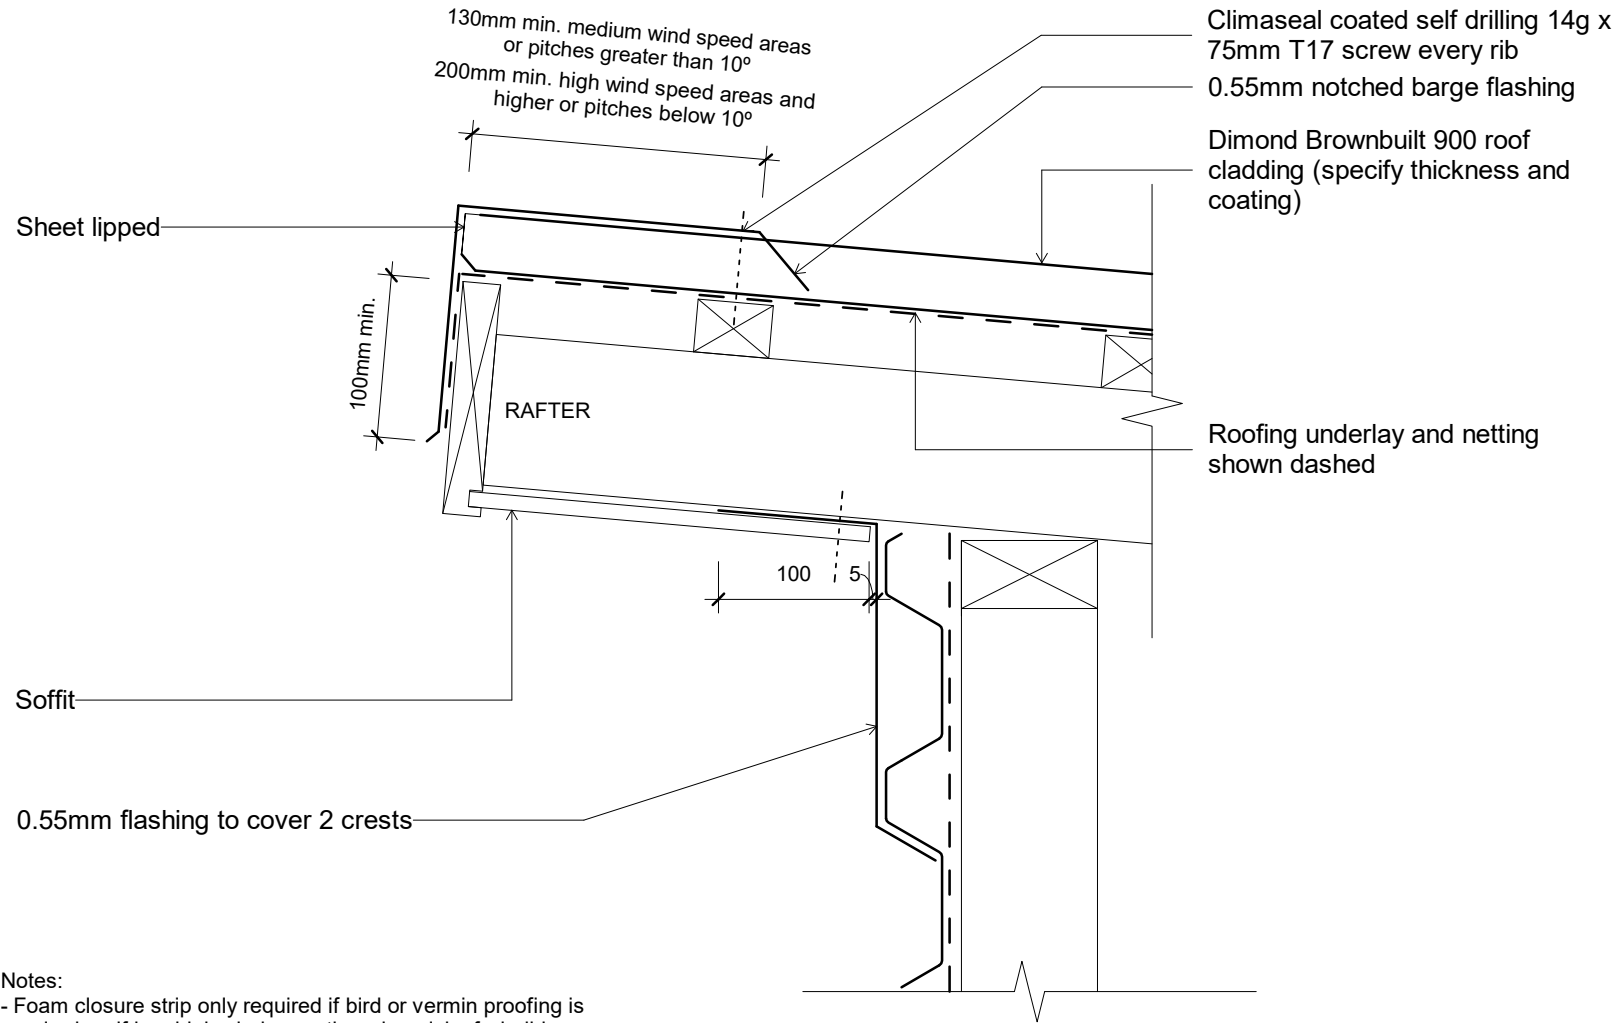 130mm min. medium wind speed areas
or pitches greater than 10º
200mm min. high wind speed areas and
higher or pitches below 10º
Climaseal coated self drilling 14g x
75mm T17 screw every rib
0.55mm notched barge flashing
Dimond Brownbuilt 900 roof
cladding (specify thickness and
coating)
Sheet lipped
100mm min.
RAFTER
Roofing underlay and netting
shown dashed
100 5
Soffit
0.55mm flashing to cover 2 crests
Notes:
- Foam closure strip only required if bird or vermin proofing is